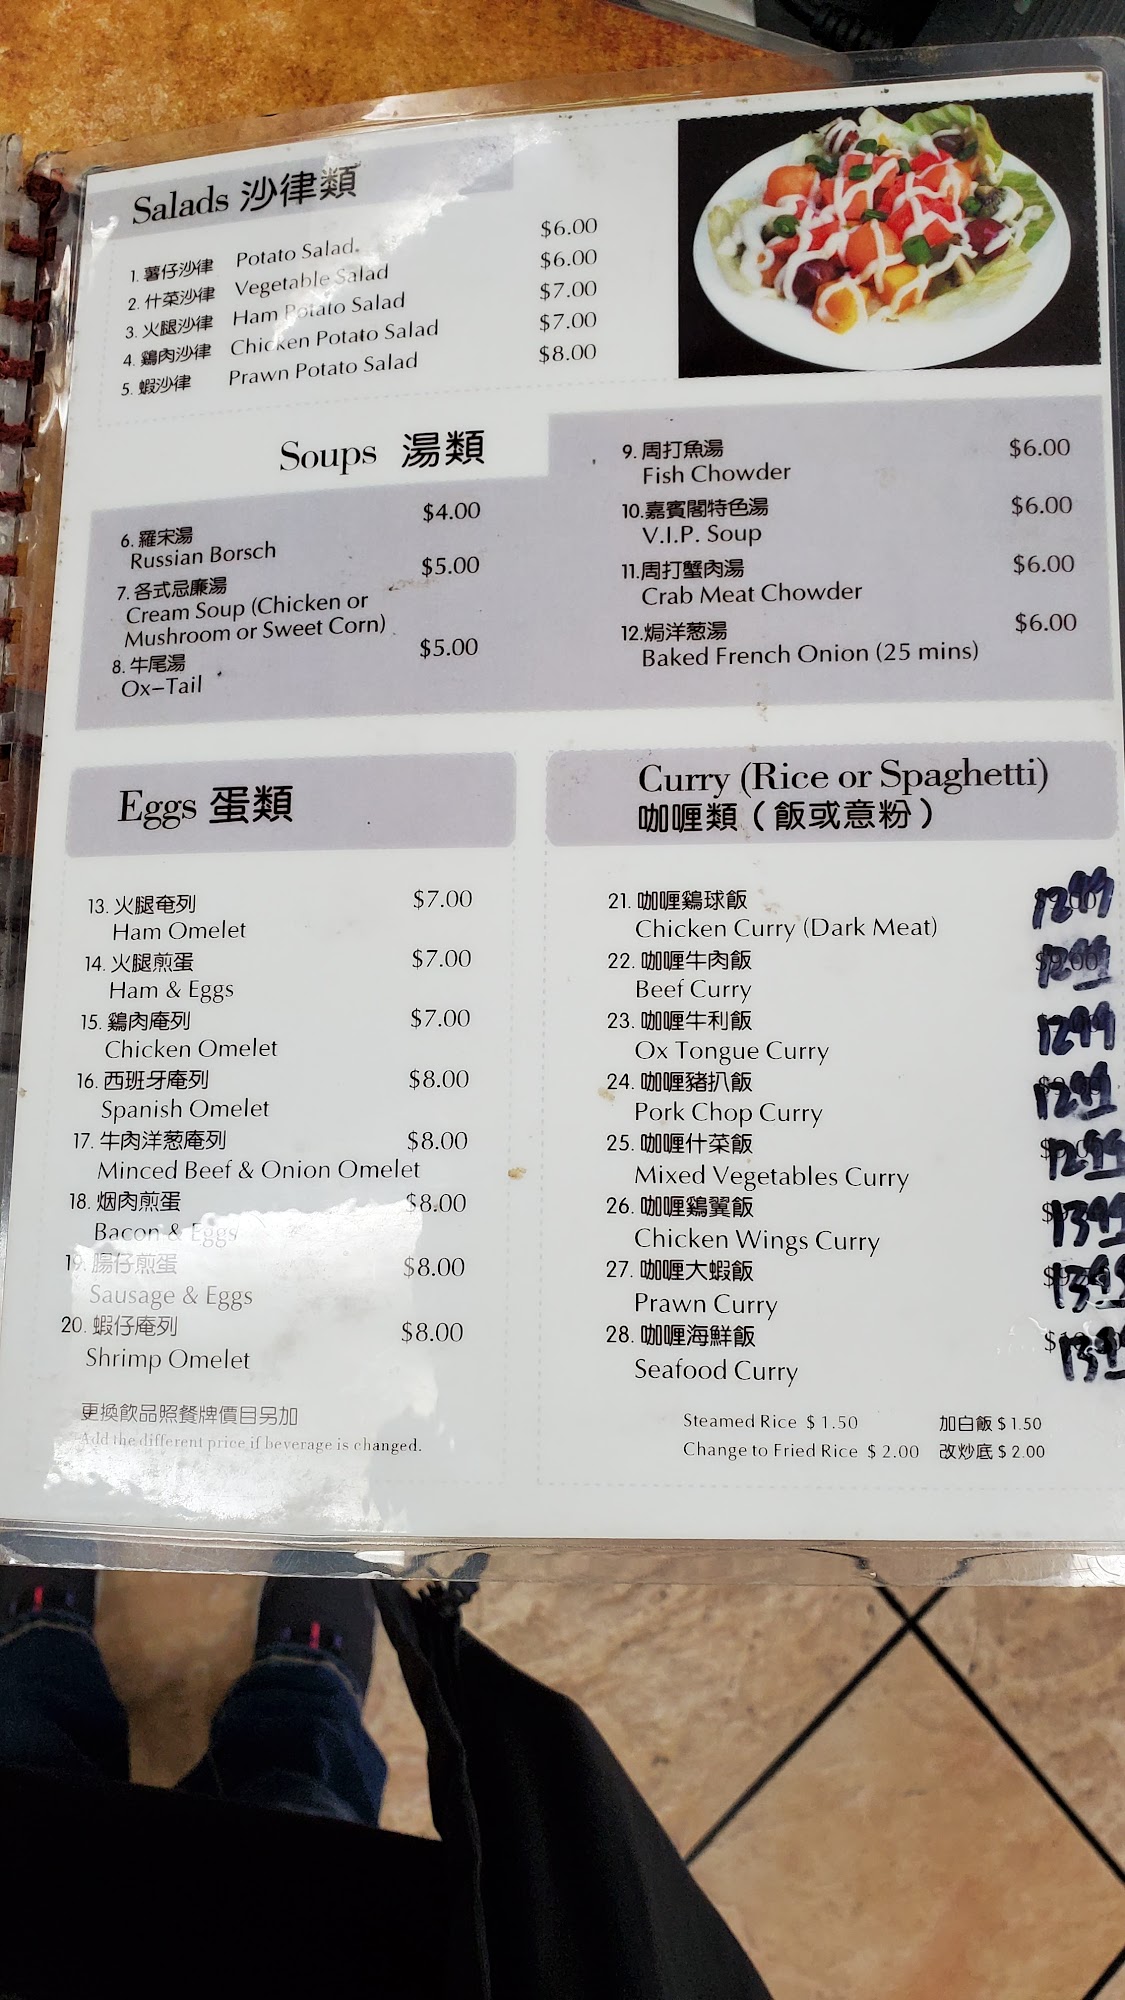 Salads 沙律類
1. 薯仔沙律 Potato Salad $6.00
2. 什菜沙律 Vegetable Salad $6.00
3. 火腿沙律 Ham Potato Salad $7.00
4. 鷄肉沙律 Chicken Potato Salad $7.00
5. 蝦沙律 Prawn Potato Salad $8.00
Soups 湯類
6. 羅宋湯 $4.00
Russian Borsch
7. 各式忌廉湯 $5.00
Cream Soup (Chicken or
Mushroom or Sweet Corn)
8. 牛尾湯 $5.00
Ox-Tail
9. 周打魚湯 $6.00
Fish Chowder
10. 嘉賓閣特色湯 $6.00
V.I.P. Soup
11. 周打蟹肉湯 $6.00
Crab Meat Chowder
12. 焗洋葱湯 $6.00
Baked French Onion (25 mins)
Eggs 蛋類
13. 火腿奄列 $7.00
Ham Omelet
14. 火腿煎蛋 $7.00
Ham & Eggs
15. 鷄肉庵列 $7.00
Chicken Omelet
16. 西班牙庵列 $8.00
Spanish Omelet
17. 牛肉洋葱庵列 $8.00
Minced Beef & Onion Omelet
18. 烟肉煎蛋 $8.00
Bacon & Eggs
19. 腸仔煎蛋 $8.00
Sausage & Eggs
20. 蝦仔庵列 $8.00
Shrimp Omelet
更換飲品照餐牌價目另加
Add the different price if beverage is changed.
Curry (Rice or Spaghetti)
咖喱類（飯或意粉）
21. 咖喱鷄球飯 1299
Chicken Curry (Dark Meat)
22. 咖喱牛肉飯 1299
Beef Curry
23. 咖喱牛利飯 1299
Ox Tongue Curry
24. 咖喱豬扒飯 1299
Pork Chop Curry
25. 咖喱什菜飯 1299
Mixed Vegetables Curry
26. 咖喱鷄翼飯 1399
Chicken Wings Curry
27. 咖喱大蝦飯 1399
Prawn Curry
28. 咖喱海鮮飯 1399
Seafood Curry
Steamed Rice $1.50 加白飯 $1.50
Change to Fried Rice $2.00 改炒底 $2.00